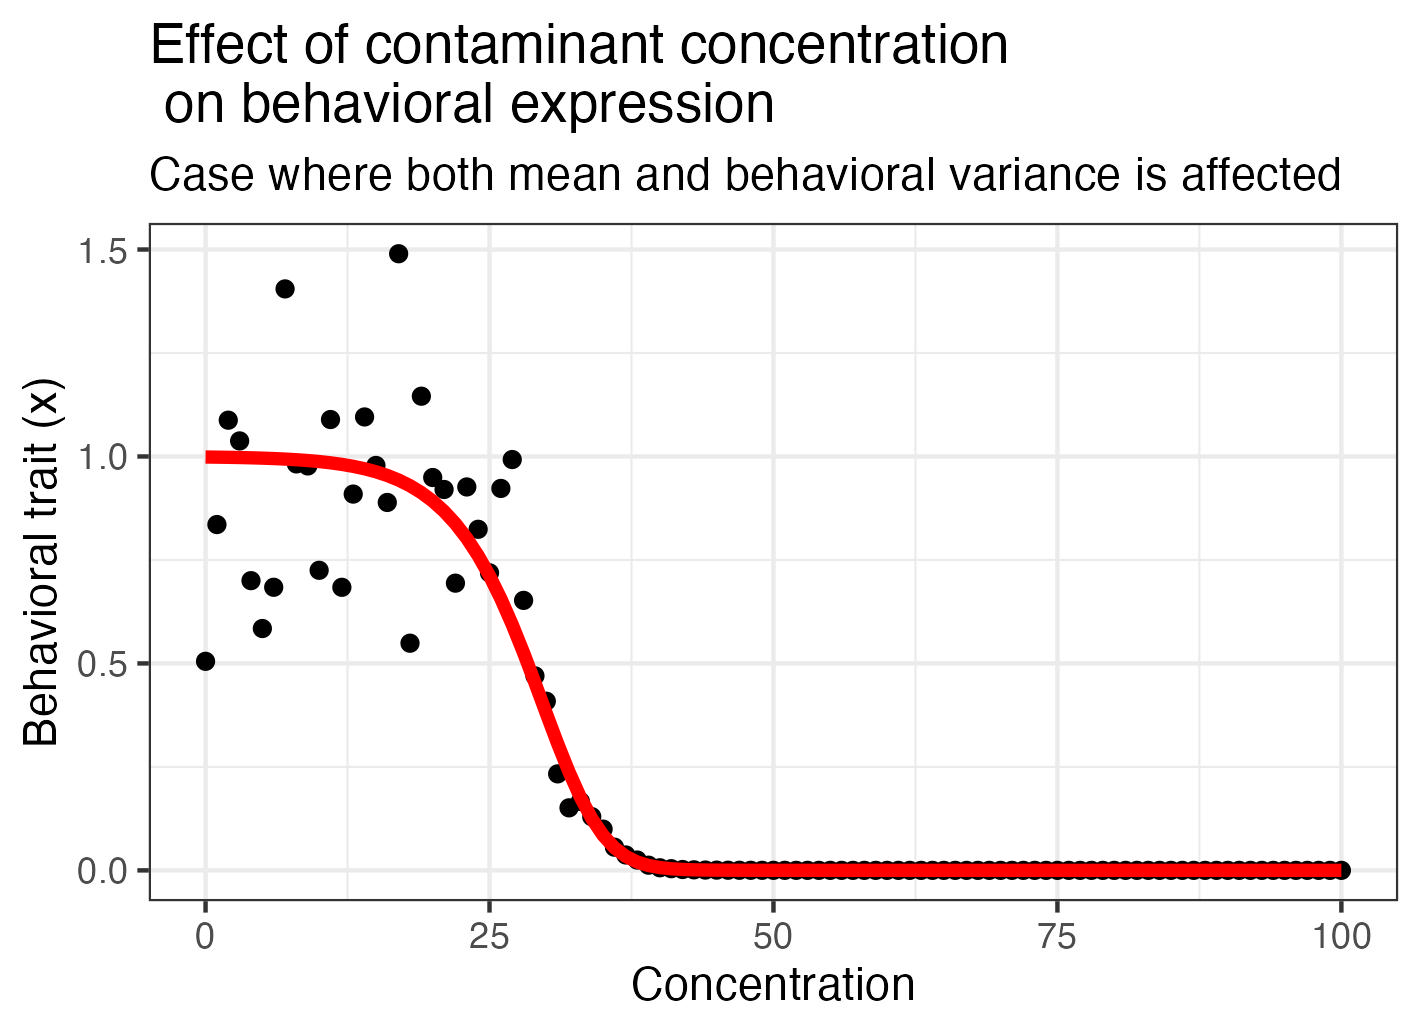 Effect of contaminant concentration
on behavioral expression
Case where both mean and behavioral variance is affected
Behavioral trait (x)
1.5
1.0
0.5
0.0
0 25 50 75 100
Concentration